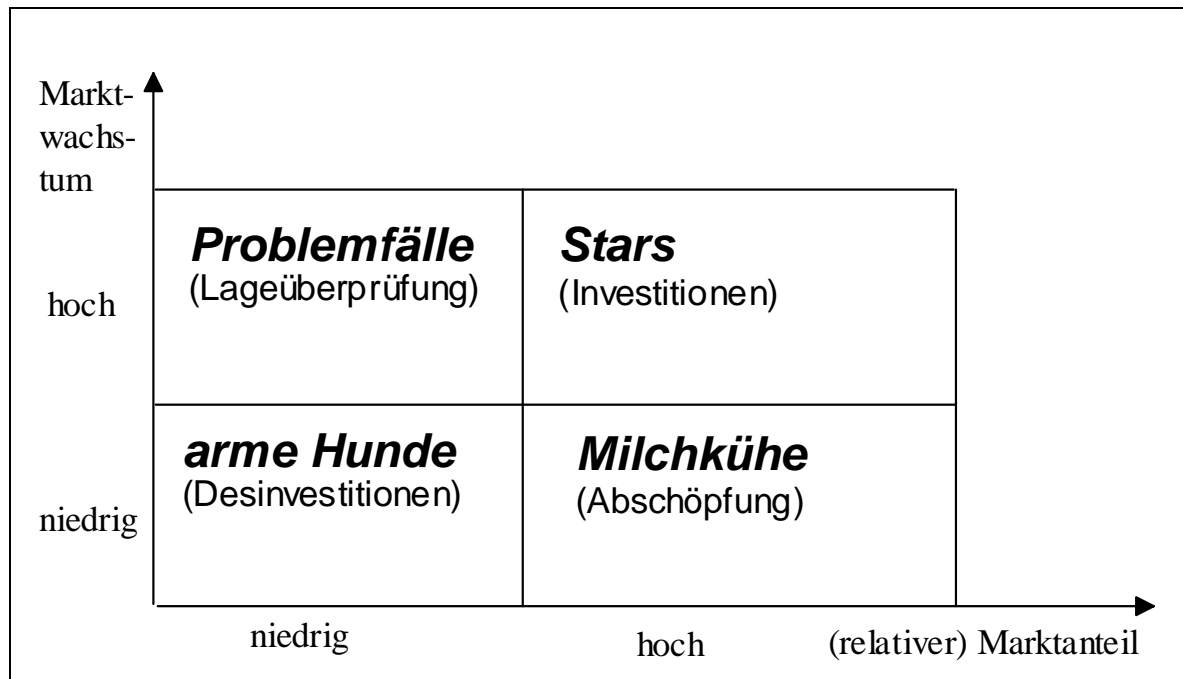 Markt-
wachs-
tum
Problemfälle
(Lageüberprüfung)
Stars
(Investitionen)
hoch
arme Hunde
(Desinvestitionen)
Milchkühe
(Abschöpfung)
niedrig
niedrig
hoch
(relativer) Marktanteil